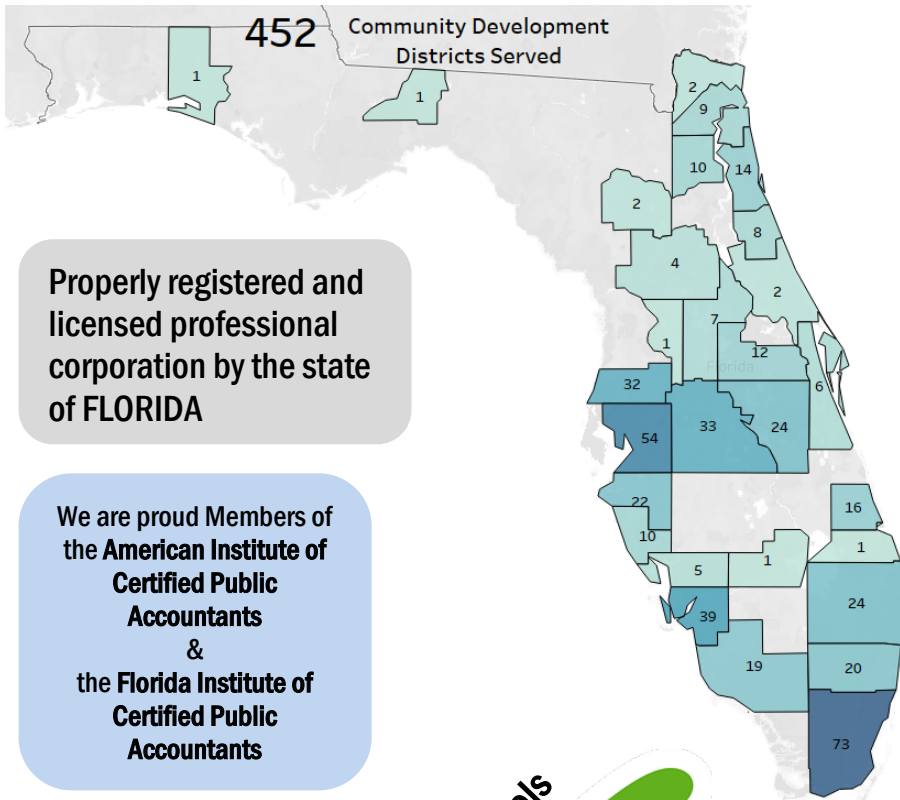 452
Community Development
Districts Served
1
1
2
9
10
14
2
8
4
2
7
1
12
Florida
32
6
33
24
54
22
16
10
1
5
1
24
39
19
20
73
Properly registered and
licensed professional
corporation by the state
of FLORIDA
We are proud Members of
the American Institute of
Certified Public
Accountants
&
the Florida Institute of
Certified Public
Accountants